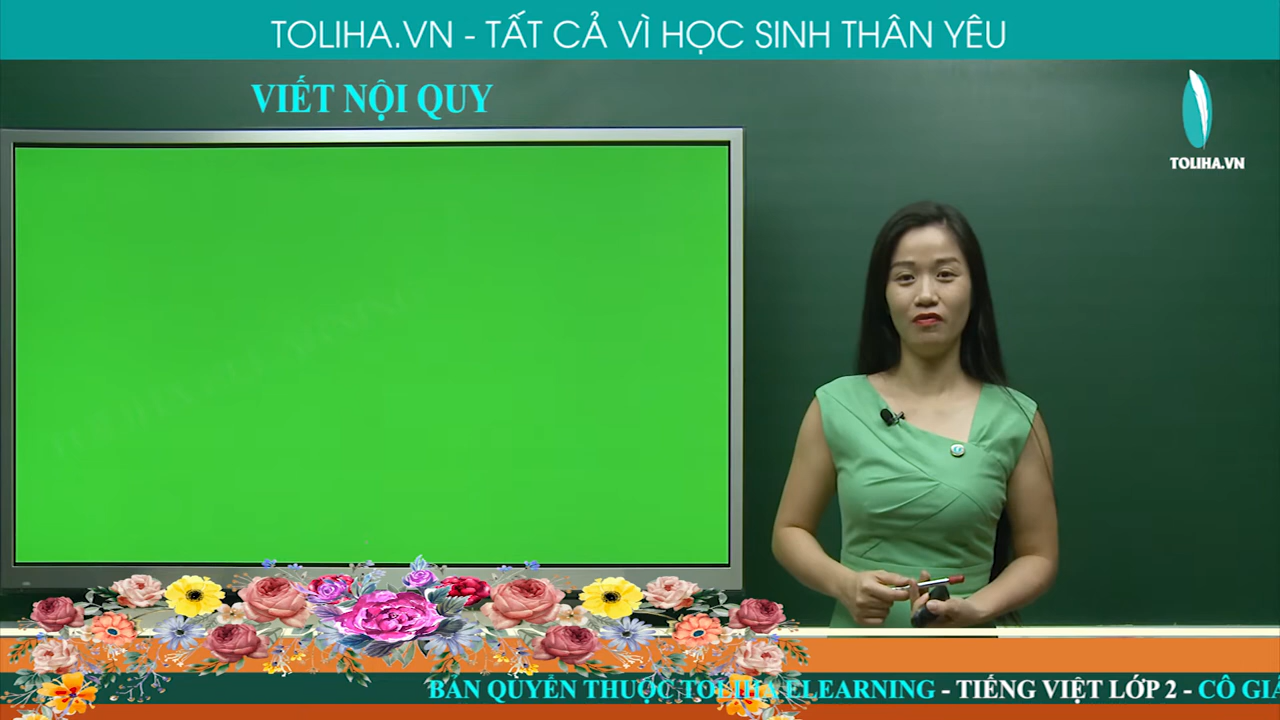 TOLIHA.VN - TẤT CẢ VÌ HỌC SINH THÂN YÊU
VIẾT NỘI QUY
TOLIHA.VN
BẢN QUYỀN THUỘC TOLIHA ELEARNING - TIẾNG VIỆT LỚP 2 - CÔ GIÁ